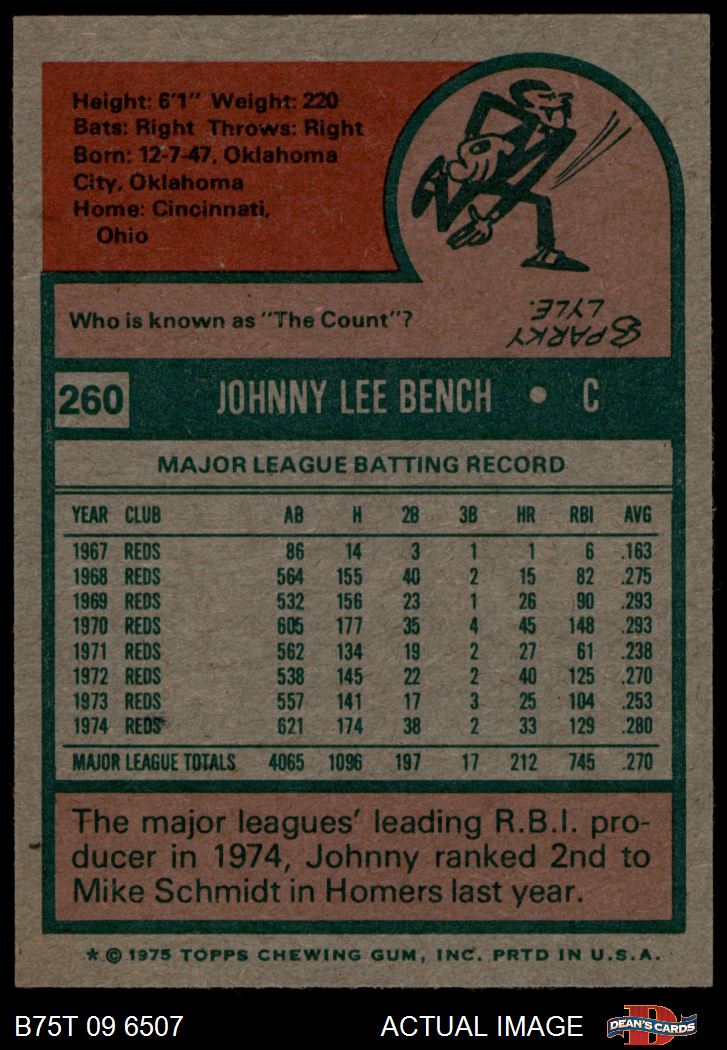 Height: 6'1" Weight: 220
Bats: Right Throws: Right
Born: 12-7-47, Oklahoma
City, Oklahoma
Home: Cincinnati,
Ohio
Who is known as "The Count"?
SPARKY
LYLE.
260 JOHNNY LEE BENCH • C
MAJOR LEAGUE BATTING RECORD
YEAR CLUB AB H 2B 3B HR RBI AVG
1967 REDS 86 14 3 1 1 6 .163
1968 REDS 564 155 40 2 15 82 .275
1969 REDS 532 156 23 1 26 90 .293
1970 REDS 605 177 35 4 45 148 .293
1971 REDS 562 134 19 2 27 61 .238
1972 REDS 538 145 22 2 40 125 .270
1973 REDS 557 141 17 3 25 104 .253
1974 REDS 621 174 38 2 33 129 .280
MAJOR LEAGUE TOTALS 4065 1096 197 17 212 745 .270
The major leagues' leading R.B.I. pro-
ducer in 1974, Johnny ranked 2nd to
Mike Schmidt in Homers last year.
* © 1975 TOPPS CHEWING GUM, INC. PRTD IN U.S.A.
B75T 09 6507 ACTUAL IMAGE D DEAN'S CARDS